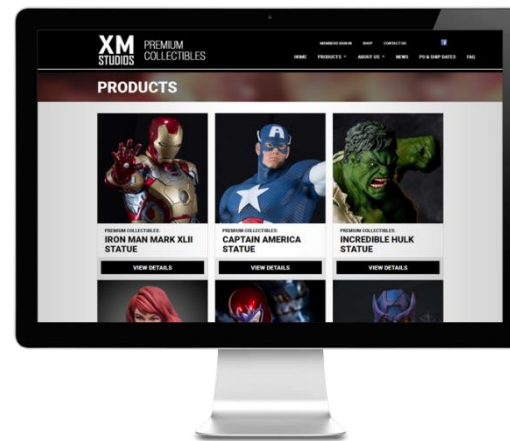 XM STUDIOS
PREMIUM COLLECTIBLES
MEMBERS SIGN IN SHOP CONTACT US
HOME PRODUCTS ABOUT US NEWS PO & SHIP DATES FAQ
PRODUCTS
PREMIUM COLLECTIBLES:
IRON MAN MARK XLII STATUE
VIEW DETAILS
PREMIUM COLLECTIBLES:
CAPTAIN AMERICA STATUE
VIEW DETAILS
PREMIUM COLLECTIBLES:
INCREDIBLE HULK STATUE
VIEW DETAILS